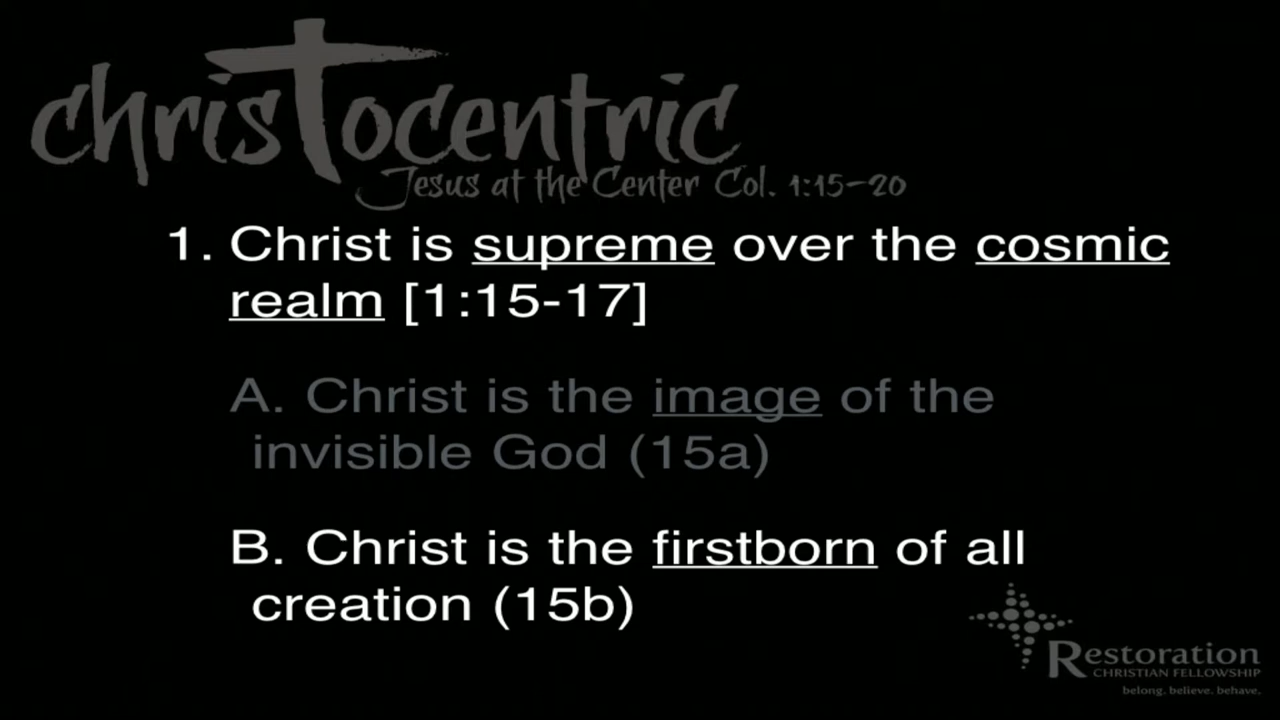 chrisTocentric
Jesus at the Center Col. 1:15-20
1. Christ is supreme over the cosmic
realm [1:15-17]
A. Christ is the image of the
invisible God (15a)
B. Christ is the firstborn of all
creation (15b)
Restoration
CHRISTIAN FELLOWSHIP
belong. believe. behave.